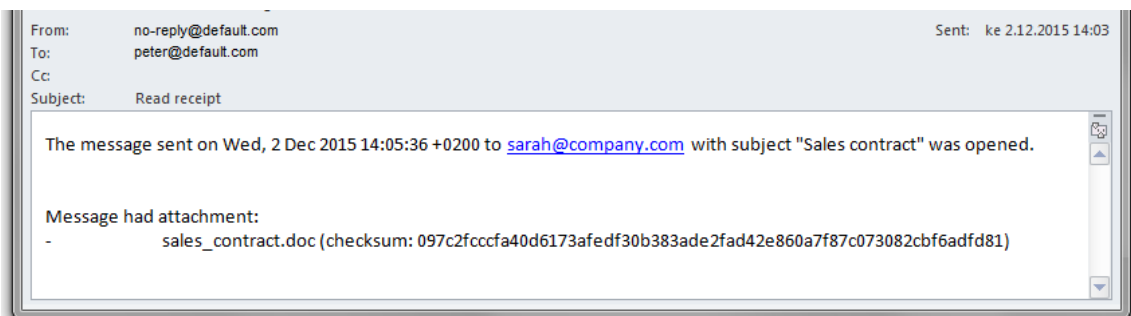 From: no-reply@default.com Sent: ke 2.12.2015 14:03
To: peter@default.com
Cc:
Subject: Read receipt
The message sent on Wed, 2 Dec 2015 14:05:36 +0200 to sarah@company.com with subject "Sales contract" was opened.
Message had attachment:
- sales_contract.doc (checksum: 097c2fcccfa40d6173afedf30b383ade2fad42e860a7f87c073082cbf6adfd81)